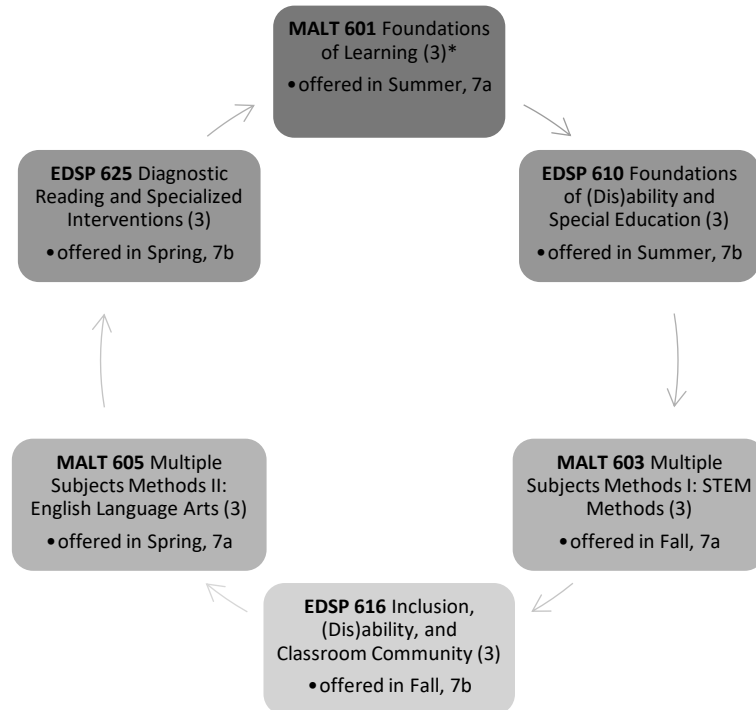 MALT 601 Foundations
of Learning (3)*
•offered in Summer, 7a
EDSP 610 Foundations
of (Dis)ability and
Special Education (3)
•offered in Summer, 7b
MALT 603 Multiple
Subjects Methods I: STEM
Methods (3)
•offered in Fall, 7a
EDSP 616 Inclusion,
(Dis)ability, and
Classroom Community (3)
•offered in Fall, 7b
MALT 605 Multiple
Subjects Methods II:
English Language Arts (3)
•offered in Spring, 7a
EDSP 625 Diagnostic
Reading and Specialized
Interventions (3)
•offered in Spring, 7b